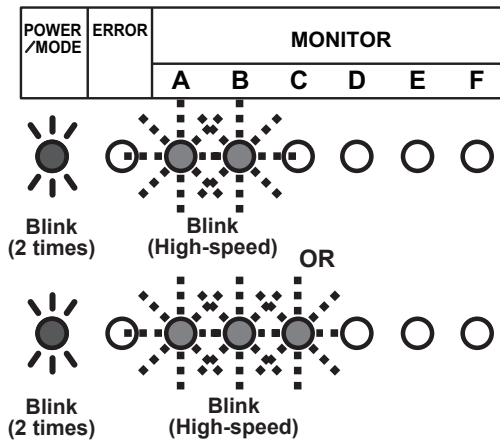 POWER ERROR MONITOR
/MODE
A B C D E F
Blink Blink
(2 times) (High-speed)
OR
Blink Blink
(2 times) (High-speed)